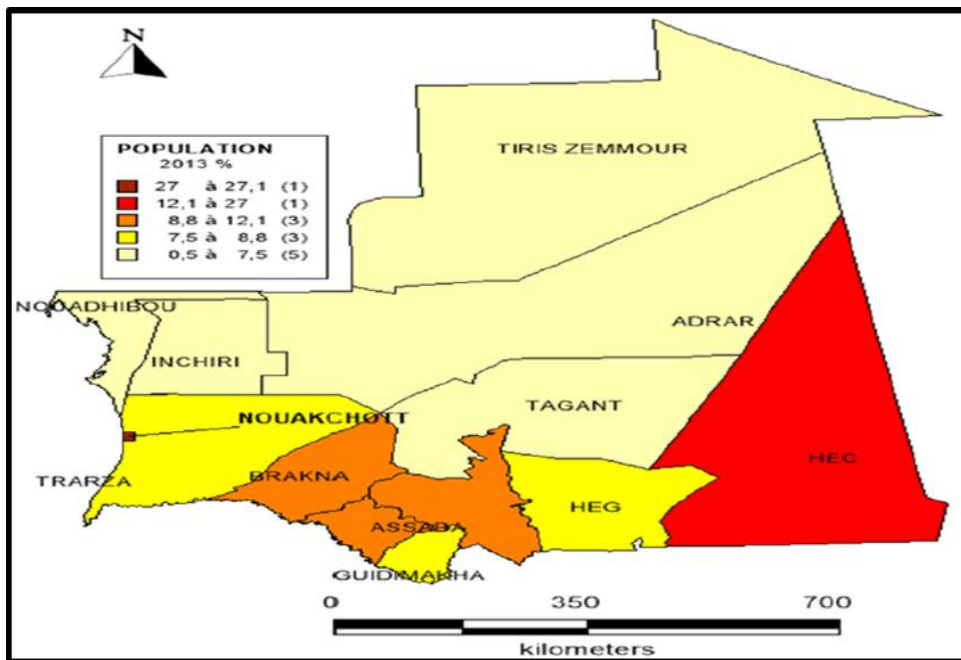 N
TIRIS ZEMMOUR
POPULATION
2013 %
27 à 27,1 (1)
12,1 à 27 (1)
8,8 à 12,1 (3)
7,5 à 8,8 (3)
0,5 à 7,5 (5)
NOUADHIBOU
ADRAR
INCHIRI
TAGANT
NOUAKCHOTT
HEC
BRAKNA
TRARZA
HEG
ASSABA
GUIDIMAKHA
0 350 700
kilometers